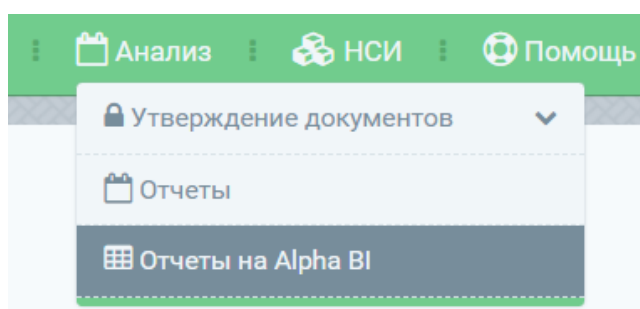 Анализ НСИ Помощь
Утверждение документов
Отчеты
Отчеты на Alpha BI